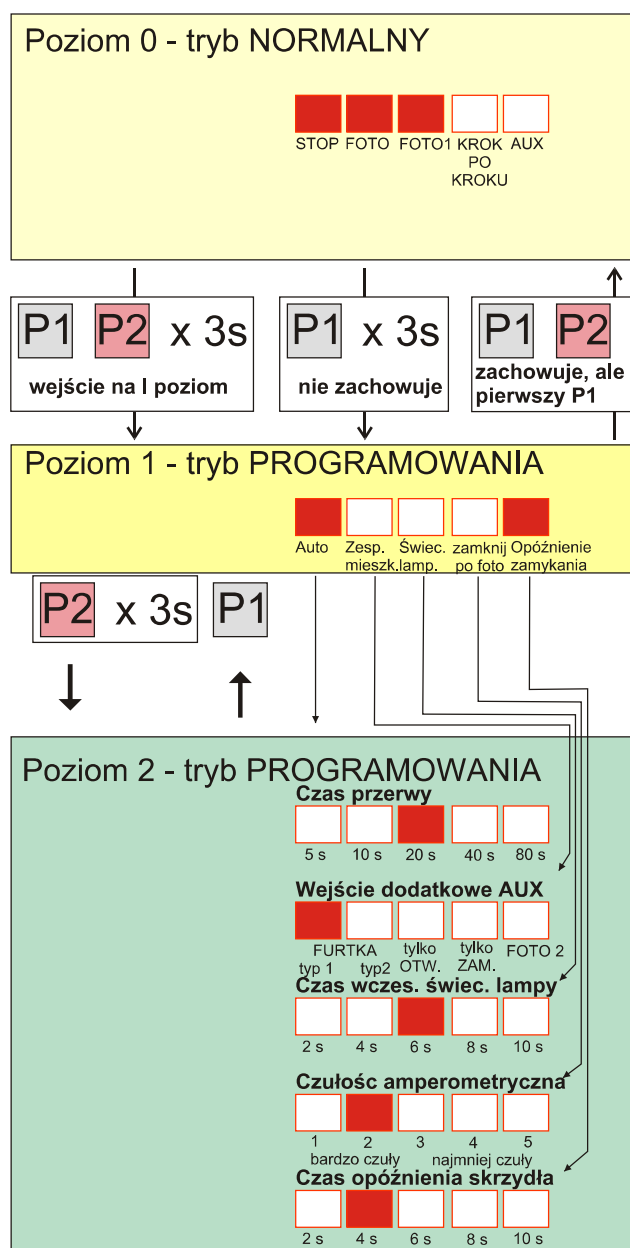 Poziom 0 - tryb NORMALNY
STOP FOTO FOTO1 KROK AUX
PO
KROKU
P1 P2 x 3s
wejście na I poziom
P1 x 3s
nie zachowuje
P1 P2
zachowuje, ale
pierwszy P1
Poziom 1 - tryb PROGRAMOWANIA
Auto Zesp. Świec. zamknij Opóźnienie
mieszk. lamp. po foto zamykania
P2 x 3s P1
Poziom 2 - tryb PROGRAMOWANIA
Czas przerwy
5 s 10 s 20 s 40 s 80 s
Wejście dodatkowe AUX
FURTKA tylko tylko FOTO 2
typ 1 typ2 OTW. ZAM.
Czas wczes. świec. lampy
2 s 4 s 6 s 8 s 10 s
Czułośc amperometryczna
1 2 3 4 5
bardzo czuły najmniej czuły
Czas opóźnienia skrzydła
2 s 4 s 6 s 8 s 10 s